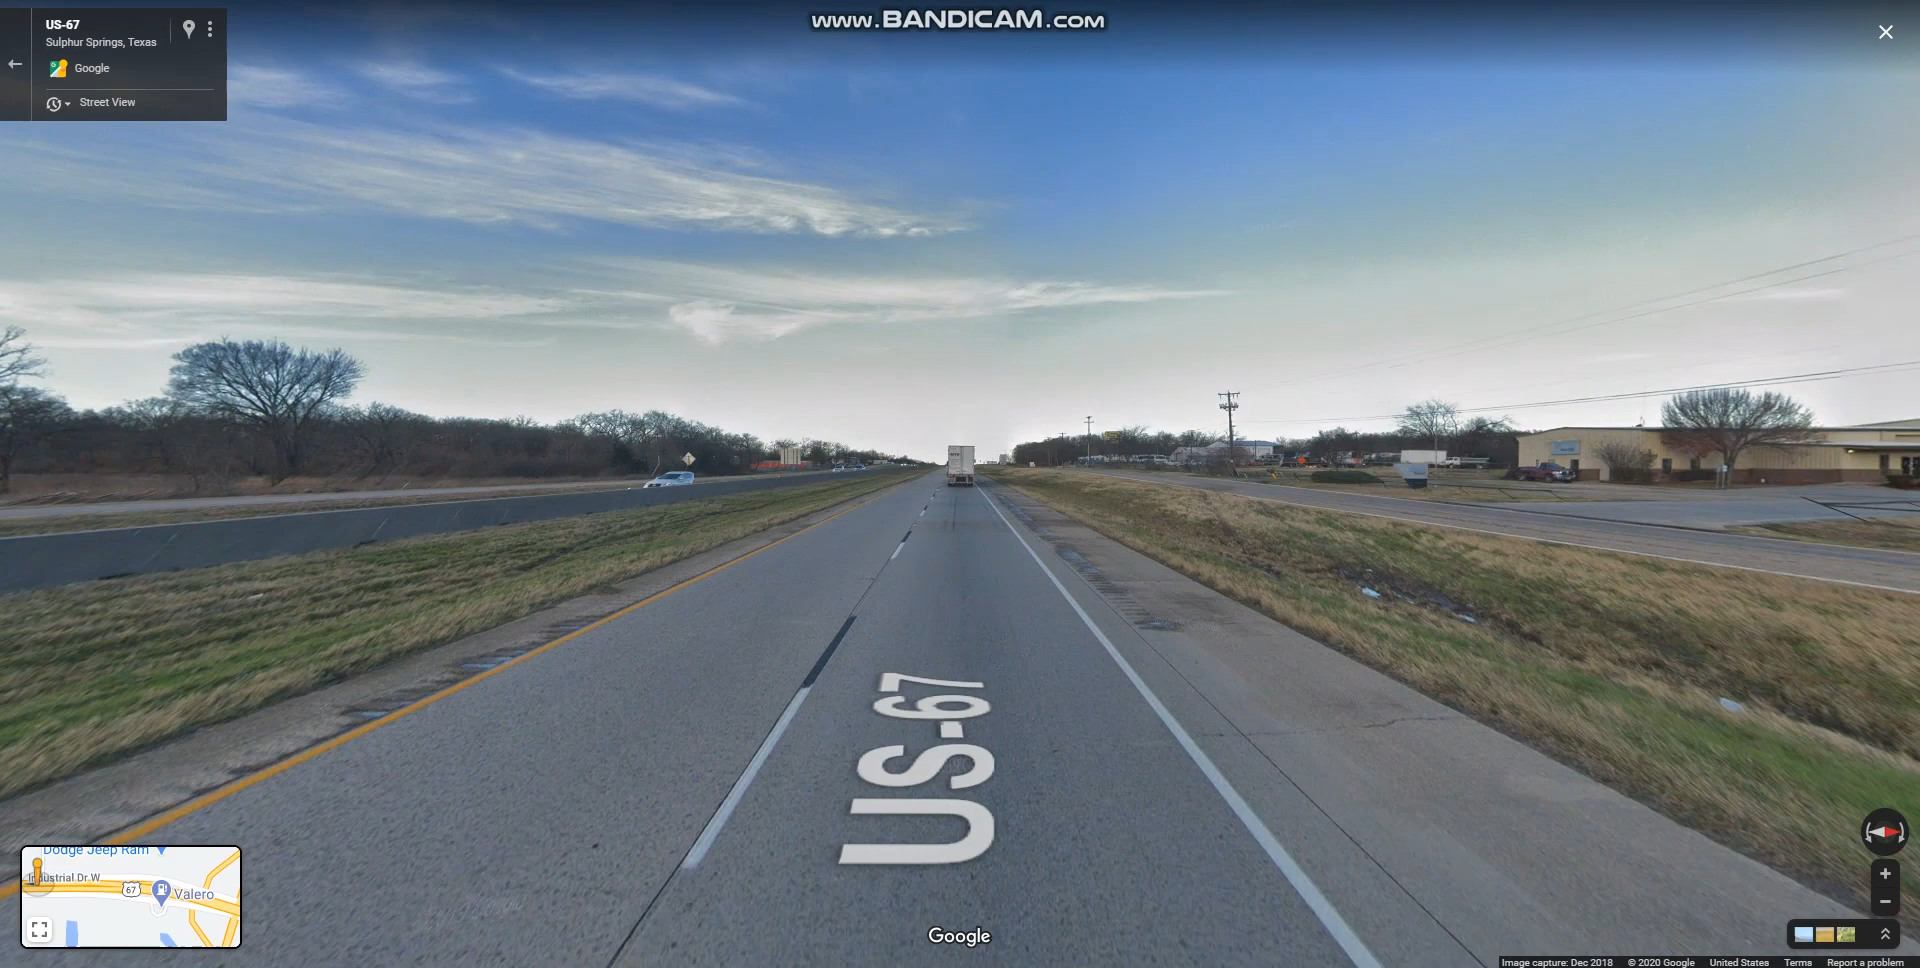 www.BANDICAM.com
US-67
Sulphur Springs, Texas
Google
Street View
US-67
Dodge Jeep Ram
Industrial Dr W
67
Valero
Google
Image capture: Dec 2018 © 2020 Google United States Terms Report a problem